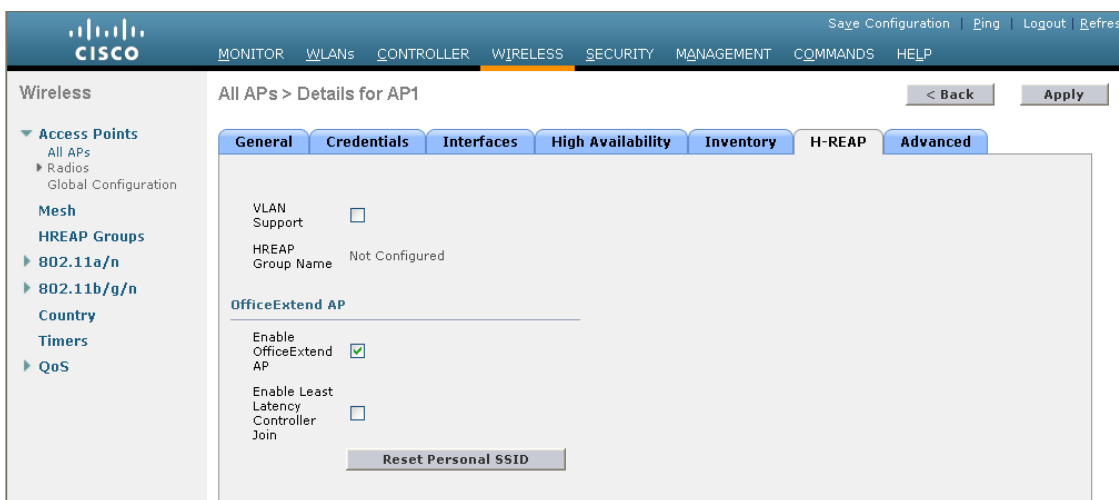 Save Configuration | Ping | Logout | Refres
CISCO
MONITOR WLANs CONTROLLER WIRELESS SECURITY MANAGEMENT COMMANDS HELP
Wireless
Access Points
All APs
Radios
Global Configuration
Mesh
HREAP Groups
802.11a/n
802.11b/g/n
Country
Timers
QoS
All APs > Details for AP1
< Back
Apply
General Credentials Interfaces High Availability Inventory H-REAP Advanced
VLAN
Support
HREAP
Group Name
Not Configured
OfficeExtend AP
Enable
OfficeExtend
AP
Enable Least
Latency
Controller
Join
Reset Personal SSID